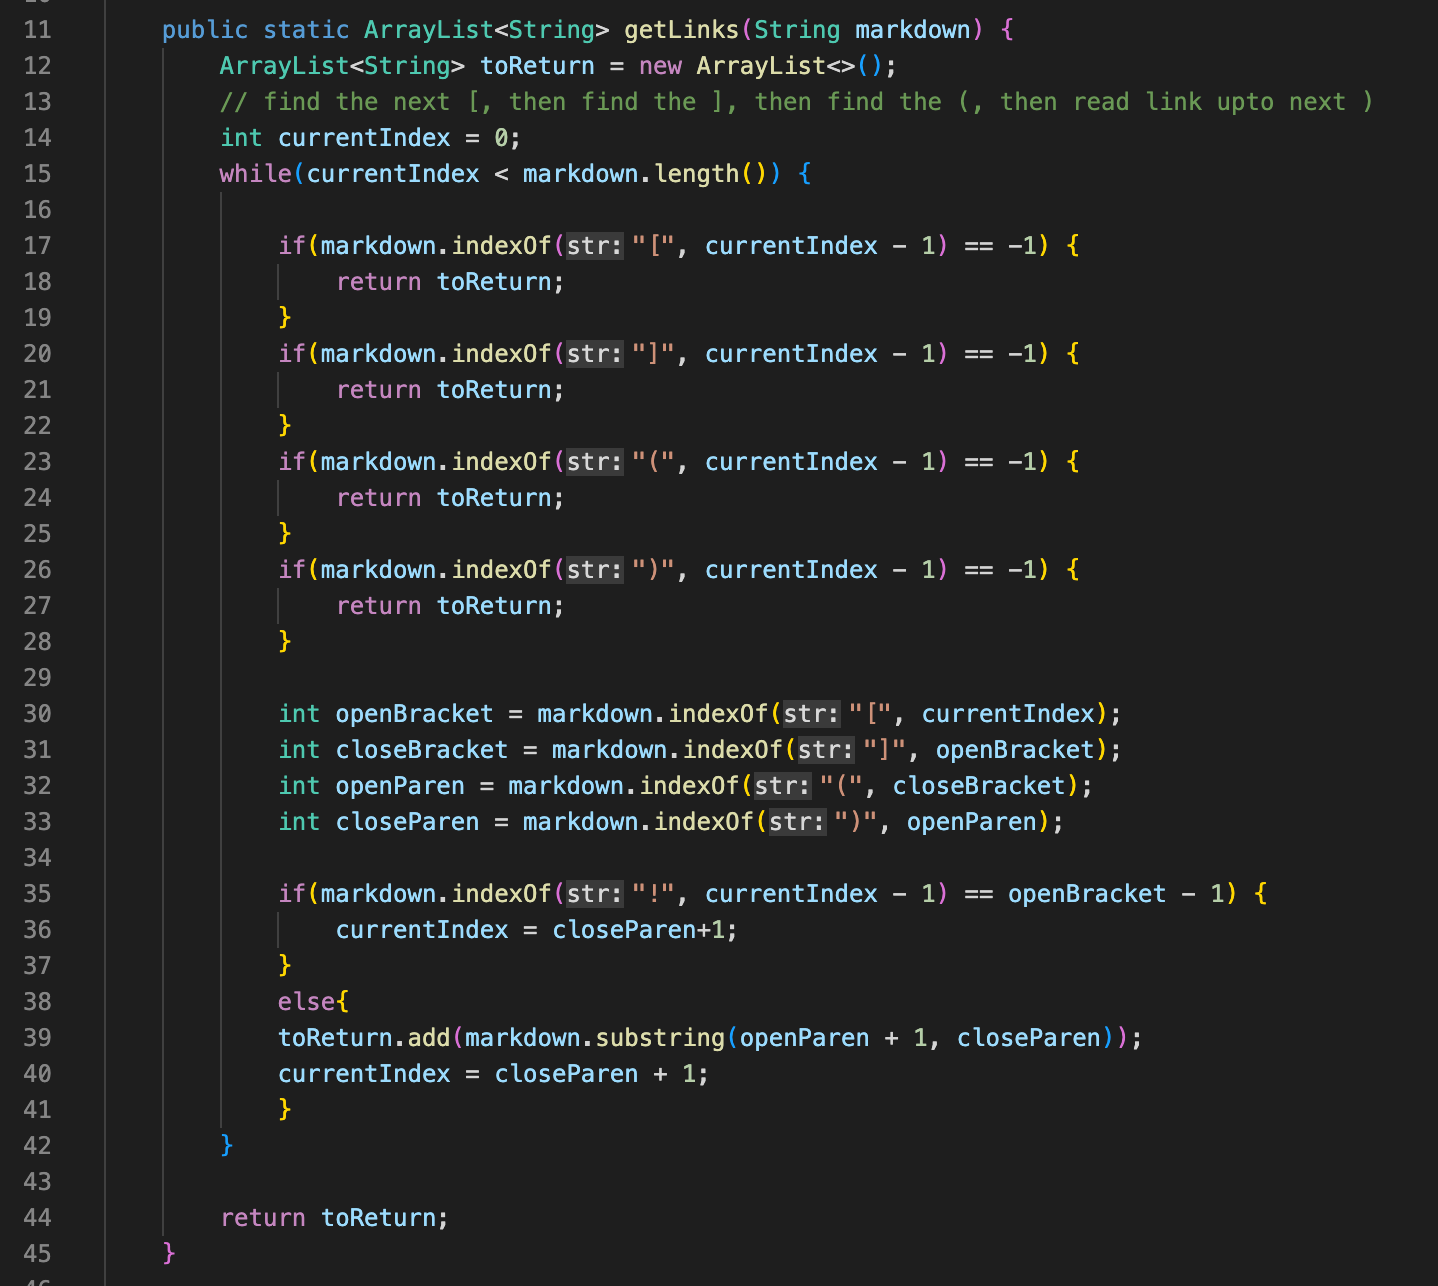 11 public static ArrayList<String> getLinks(String markdown) {
12 ArrayList<String> toReturn = new ArrayList<>();
13 // find the next [, then find the ], then find the (, then read link upto next )
14 int currentIndex = 0;
15 while(currentIndex < markdown.length()) {
16
17 if(markdown.indexOf(str: "[", currentIndex - 1) == -1) {
18 return toReturn;
19 }
20 if(markdown.indexOf(str: "]", currentIndex - 1) == -1) {
21 return toReturn;
22 }
23 if(markdown.indexOf(str: "(", currentIndex - 1) == -1) {
24 return toReturn;
25 }
26 if(markdown.indexOf(str: ")", currentIndex - 1) == -1) {
27 return toReturn;
28 }
29
30 int openBracket = markdown.indexOf(str: "[", currentIndex);
31 int closeBracket = markdown.indexOf(str: "]", openBracket);
32 int openParen = markdown.indexOf(str: "(", closeBracket);
33 int closeParen = markdown.indexOf(str: ")", openParen);
34
35 if(markdown.indexOf(str: "!", currentIndex - 1) == openBracket - 1) {
36 currentIndex = closeParen+1;
37 }
38 else{
39 toReturn.add(markdown.substring(openParen + 1, closeParen));
40 currentIndex = closeParen + 1;
41 }
42 }
43
44 return toReturn;
45 }